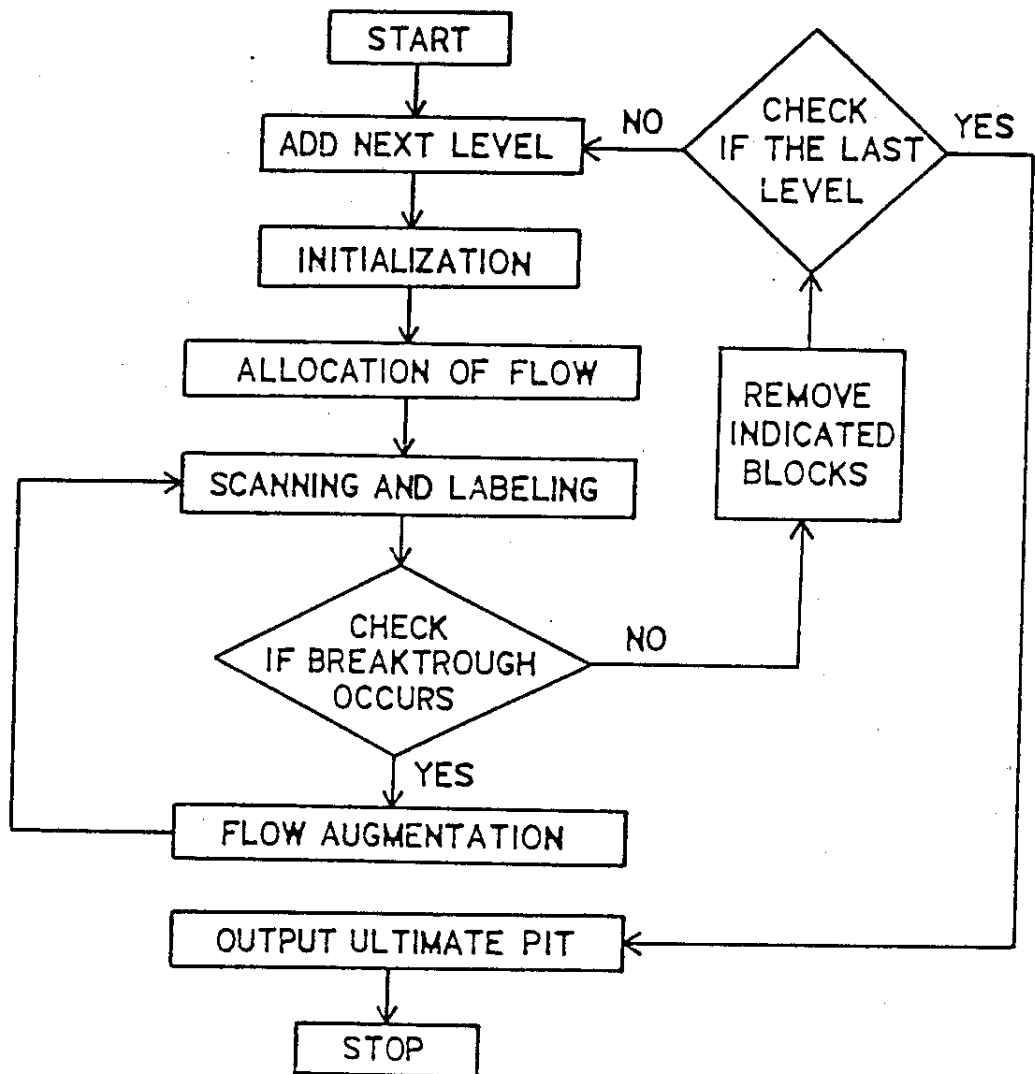 START
ADD NEXT LEVEL
NO
CHECK
IF THE LAST
LEVEL
YES
INITIALIZATION
ALLOCATION OF FLOW
REMOVE
INDICATED
BLOCKS
SCANNING AND LABELING
CHECK
IF BREAKTROUGH
OCCURS
NO
YES
FLOW AUGMENTATION
OUTPUT ULTIMATE PIT
STOP